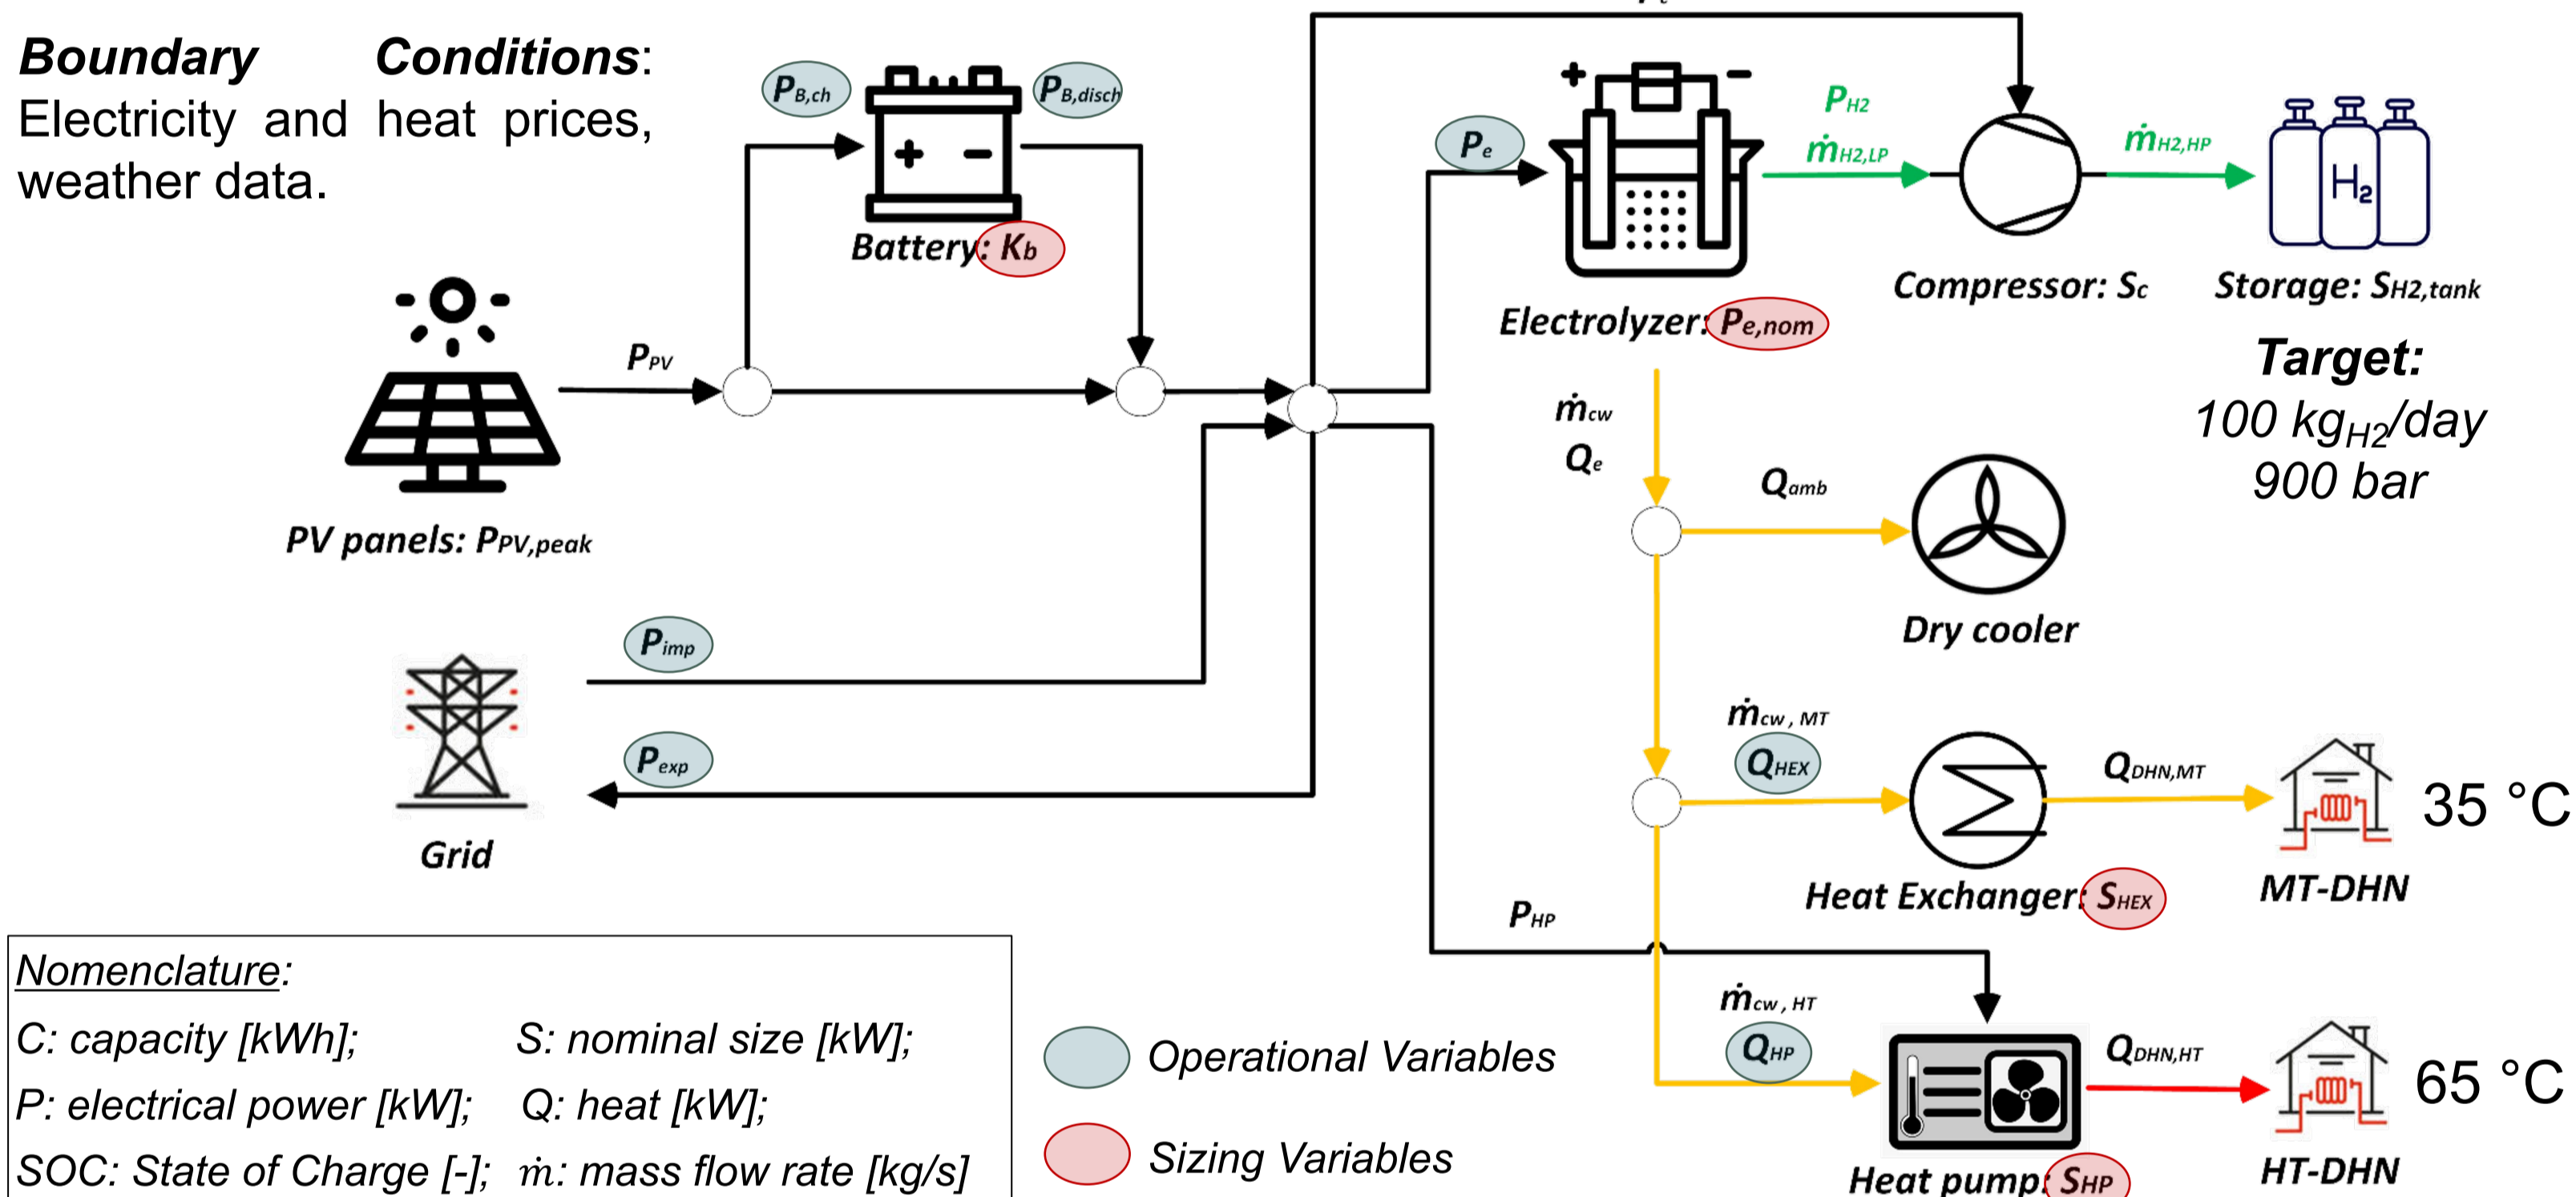 Boundary Conditions:
Electricity and heat prices,
weather data.
P_B,ch
P_B,disch
+ −
Battery: K_b
P_PV
PV panels: P_PV,peak
P_imp
P_exp
Grid
+ −
P_e
Electrolyzer: P_e,nom
P_H2
ṁ_H2,LP
ṁ_H2,HP
H_2
Compressor: S_c
Storage: S_H2,tank
Target:
100 kg_H2/day
900 bar
ṁ_cw
Q_e
Q_amb
Dry cooler
ṁ_cw, MT
Q_HEX
Q_DHN,MT
35 °C
Heat Exchanger: S_HEX
MT-DHN
P_HP
ṁ_cw, HT
Q_HP
Q_DHN,HT
65 °C
Heat pump: S_HP
HT-DHN
Nomenclature:
C: capacity [kWh]; S: nominal size [kW];
P: electrical power [kW]; Q: heat [kW];
SOC: State of Charge [-]; ṁ: mass flow rate [kg/s]
Operational Variables
Sizing Variables